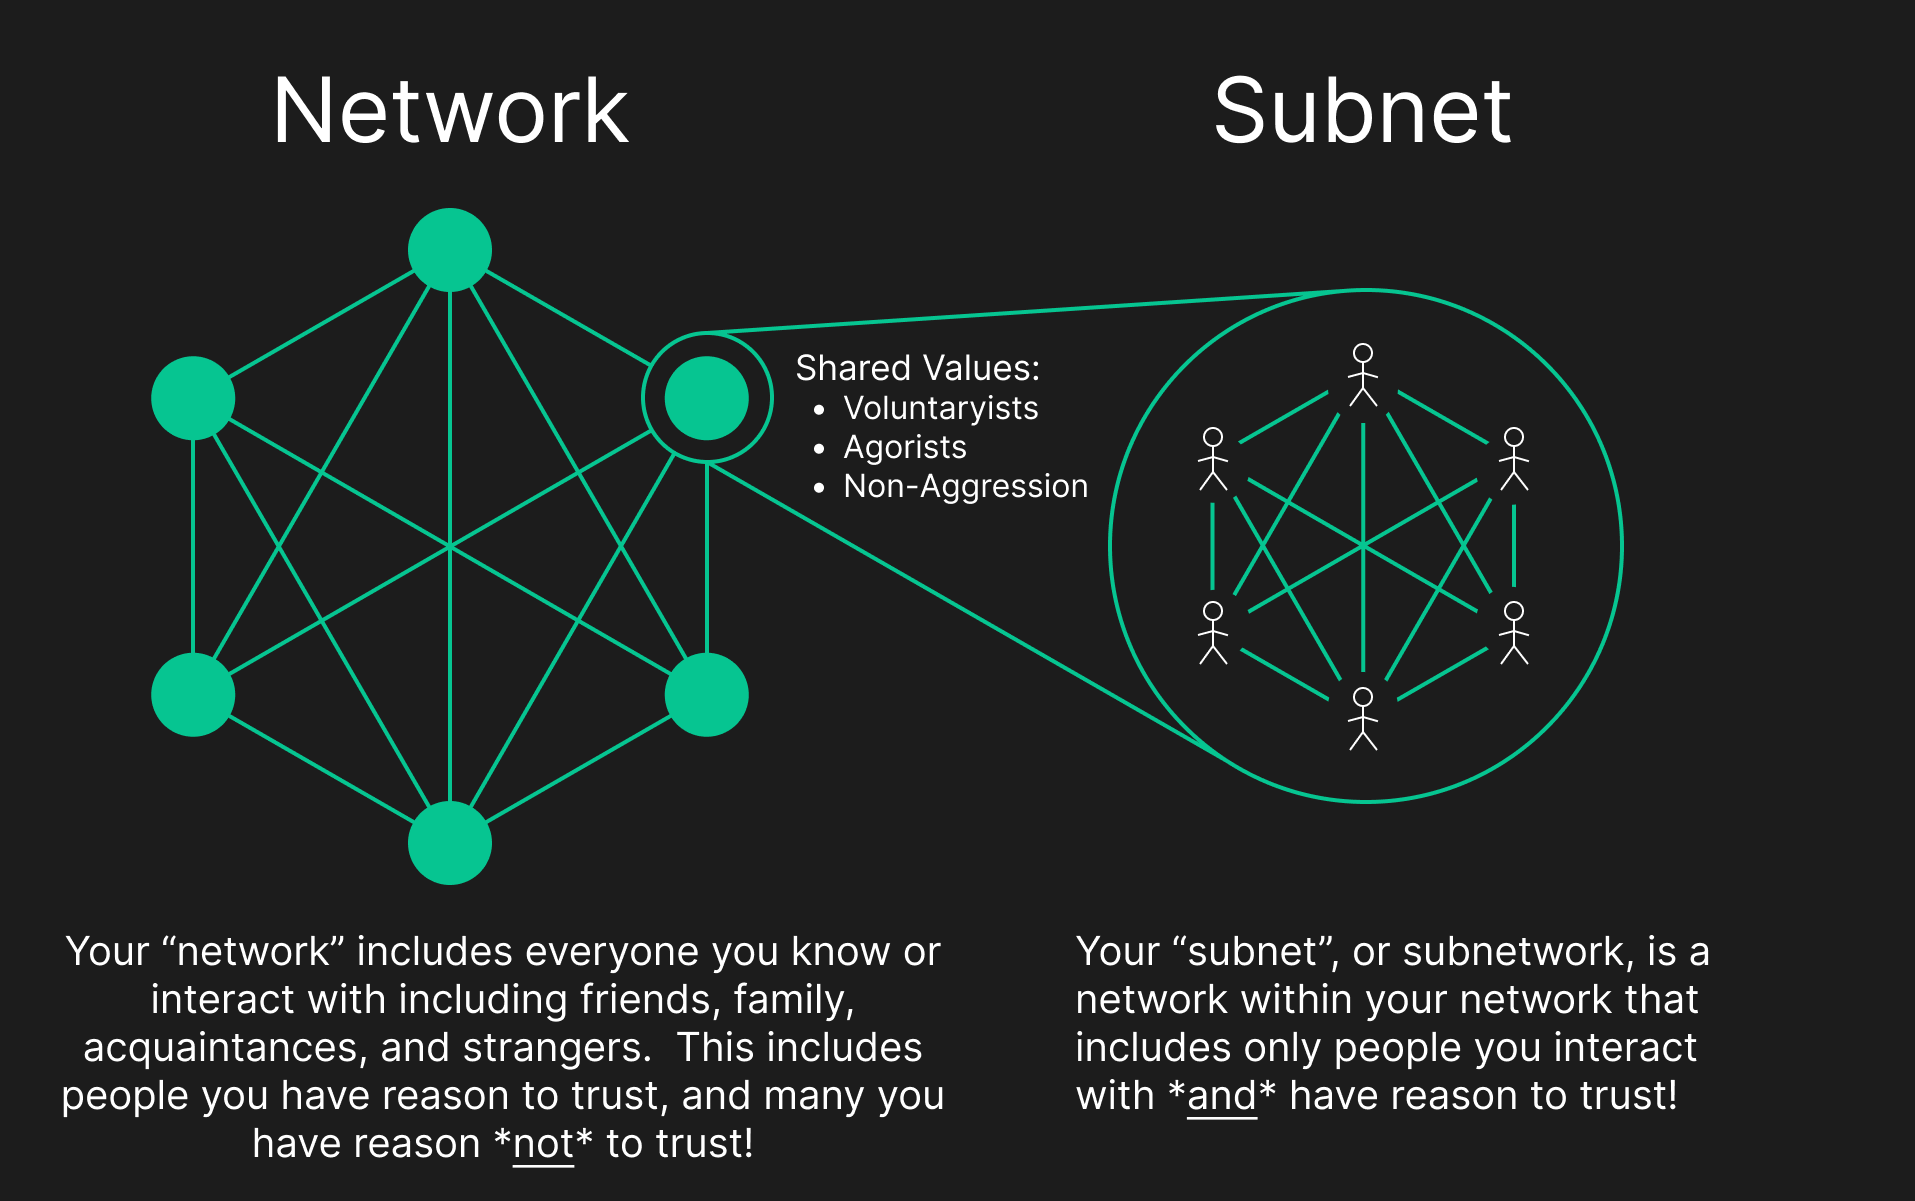 Network
Subnet
Shared Values:
• Voluntaryists
• Agorists
• Non-Aggression
Your “network” includes everyone you know or
interact with including friends, family,
acquaintances, and strangers.  This includes
people you have reason to trust, and many you
have reason *not* to trust!
Your “subnet”, or subnetwork, is a
network within your network that
includes only people you interact
with *and* have reason to trust!